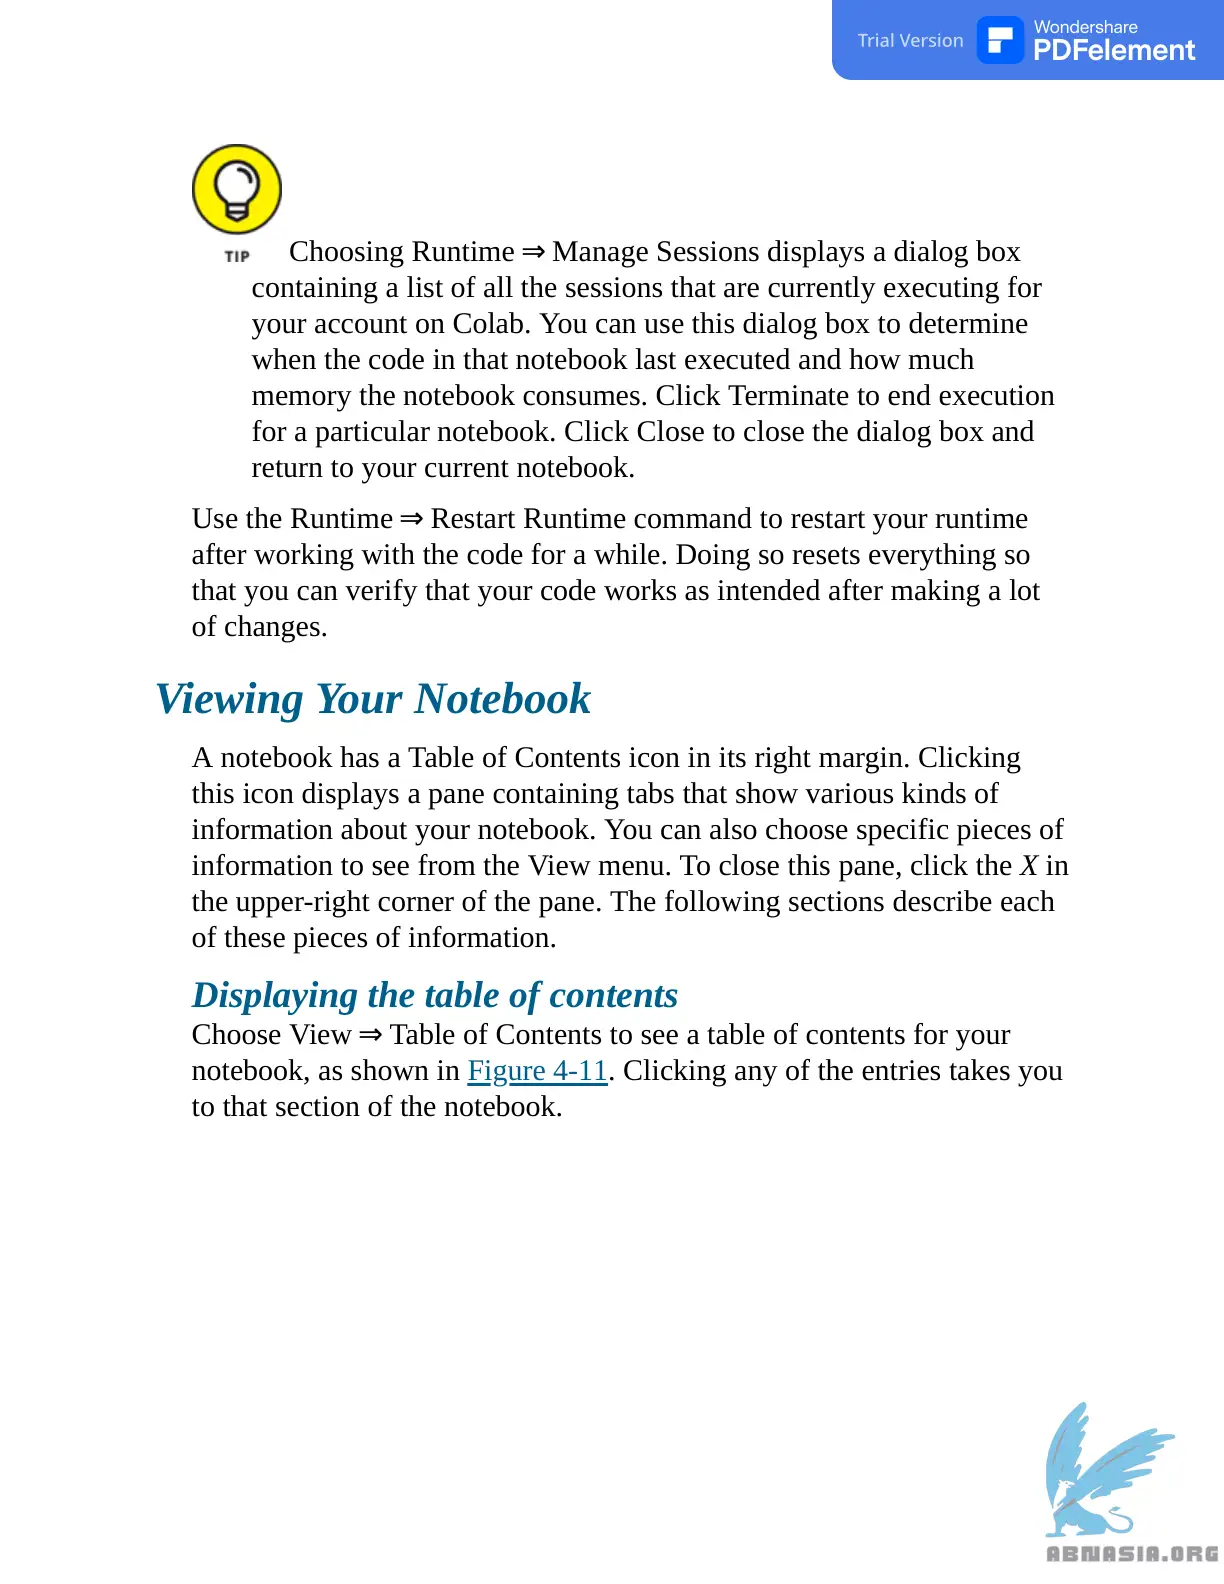 Trial Version
Wondershare
PDFelement
TIP
Choosing Runtime ⇒ Manage Sessions displays a dialog box
containing a list of all the sessions that are currently executing for
your account on Colab. You can use this dialog box to determine
when the code in that notebook last executed and how much
memory the notebook consumes. Click Terminate to end execution
for a particular notebook. Click Close to close the dialog box and
return to your current notebook.
Use the Runtime ⇒ Restart Runtime command to restart your runtime
after working with the code for a while. Doing so resets everything so
that you can verify that your code works as intended after making a lot
of changes.
Viewing Your Notebook
A notebook has a Table of Contents icon in its right margin. Clicking
this icon displays a pane containing tabs that show various kinds of
information about your notebook. You can also choose specific pieces of
information to see from the View menu. To close this pane, click the X in
the upper-right corner of the pane. The following sections describe each
of these pieces of information.
Displaying the table of contents
Choose View ⇒ Table of Contents to see a table of contents for your
notebook, as shown in Figure 4-11. Clicking any of the entries takes you
to that section of the notebook.
ABNASIA.ORG